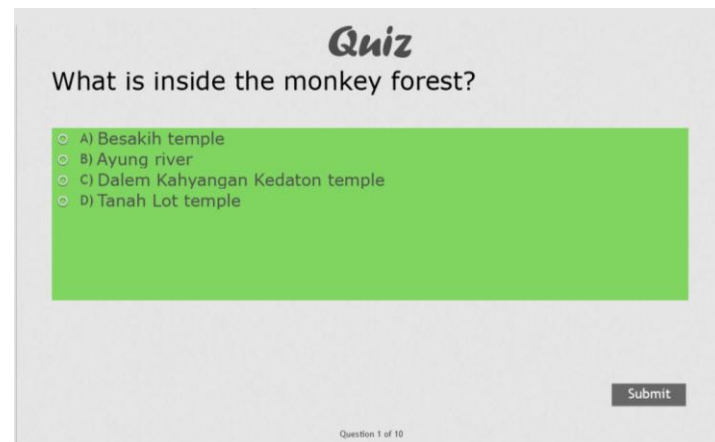 Quiz
What is inside the monkey forest?
A) Besakih temple
B) Ayung river
C) Dalem Kahyangan Kedaton temple
D) Tanah Lot temple
Submit
Question 1 of 10